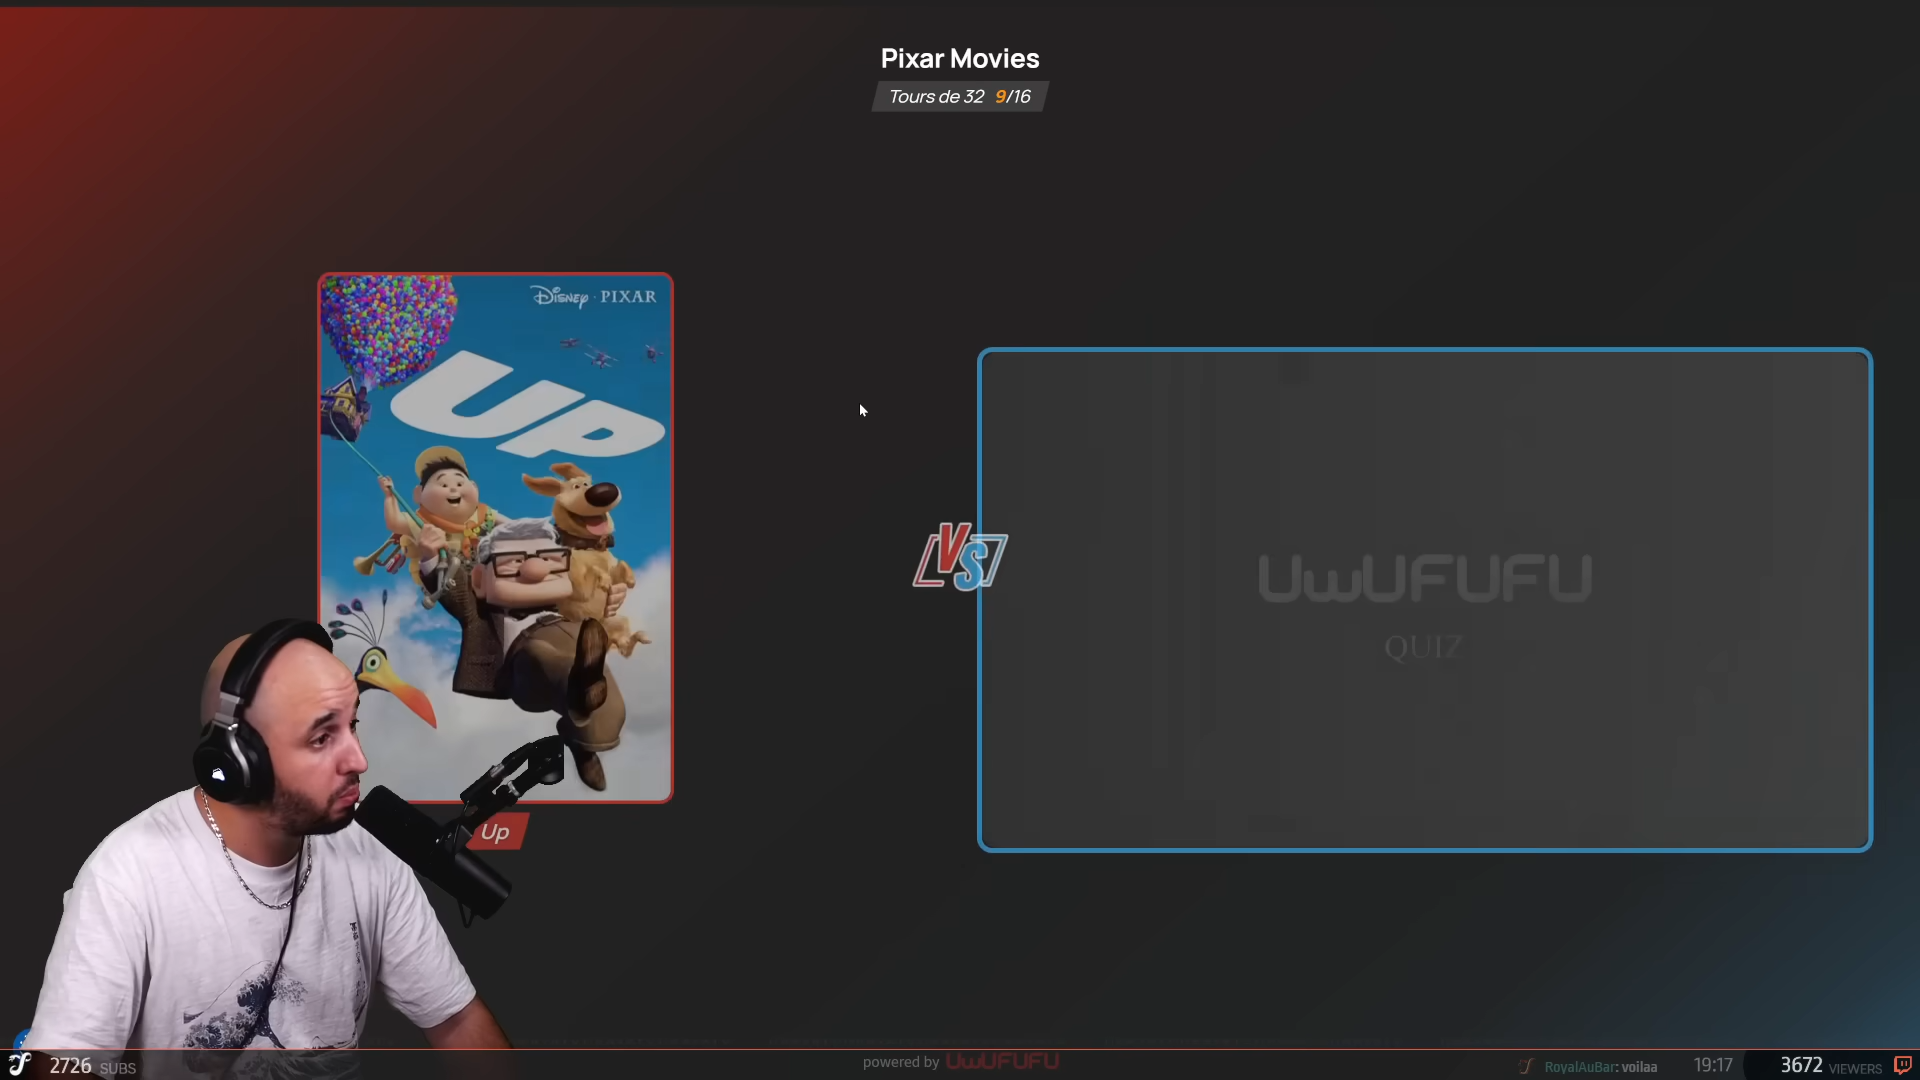 Pixar Movies
Tours de 32 9/16
Disney · PIXAR
UP
VS
UwUFUFU
QUIZ
Up
2726 SUBS
powered by UwUFUFU
RoyalAuBar: voilaa
19:17
3672 VIEWERS